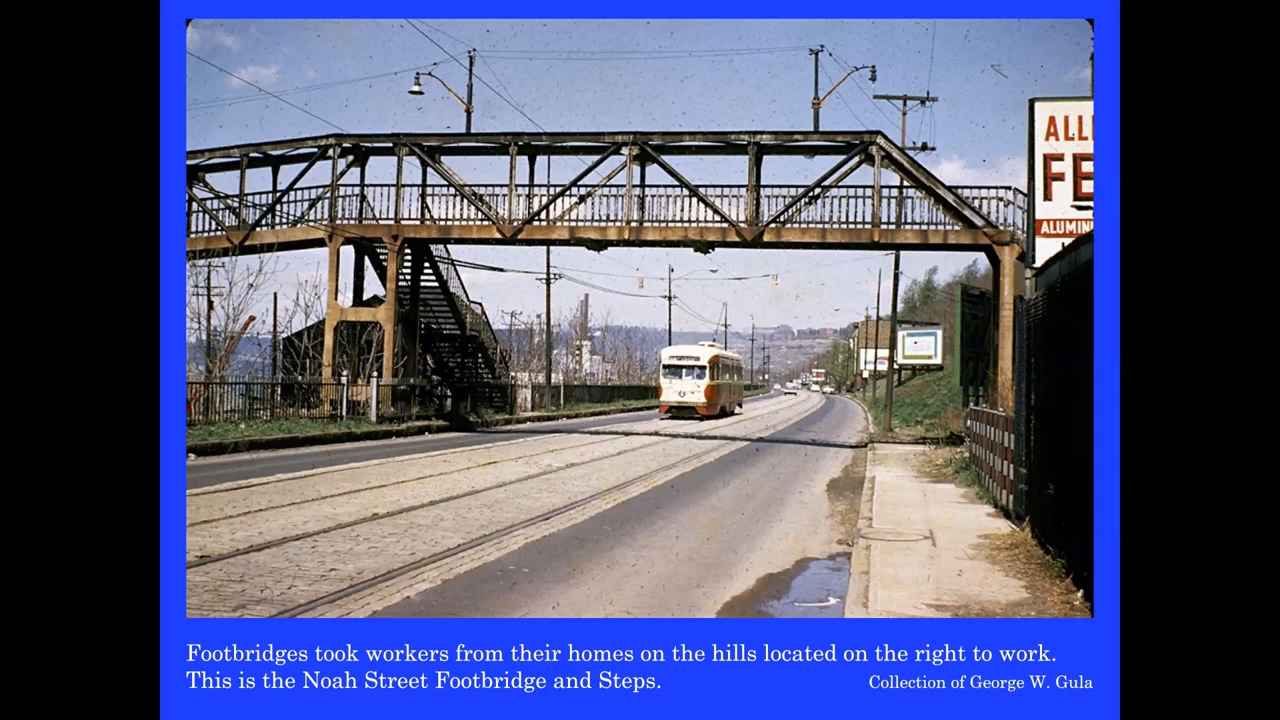 ALL
FE
ALUMIN
Footbridges took workers from their homes on the hills located on the right to work.
This is the Noah Street Footbridge and Steps.
Collection of George W. Gula